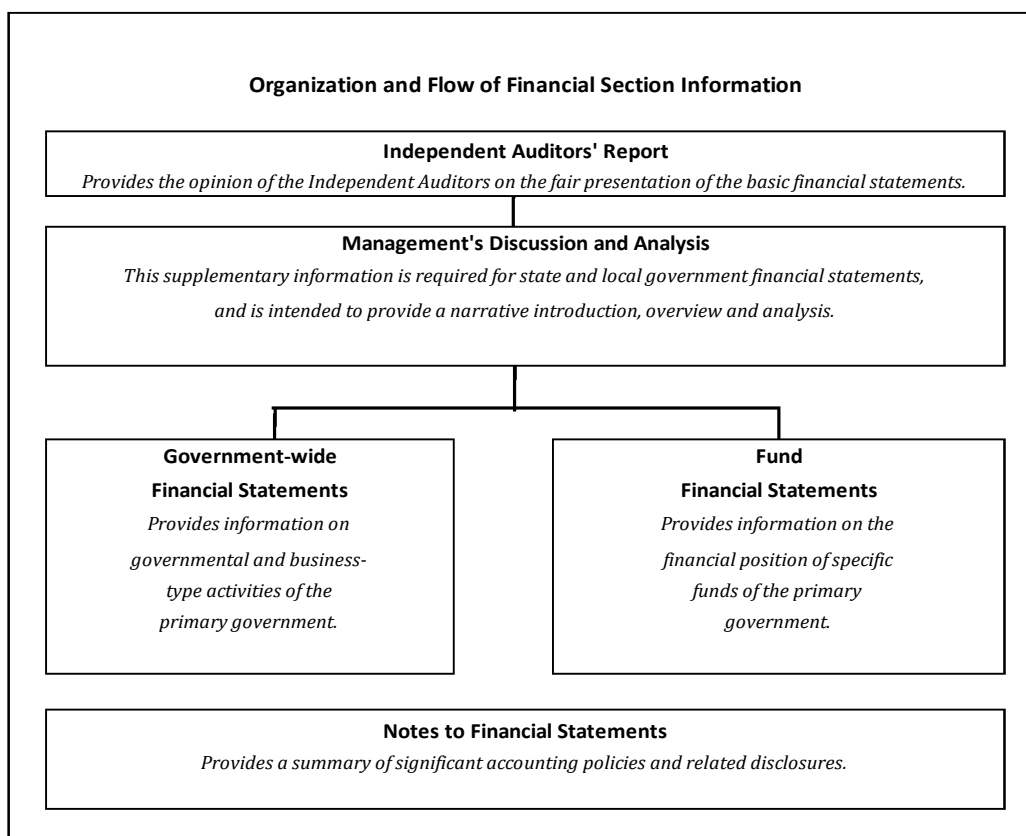 Organization and Flow of Financial Section Information
Independent Auditors' Report
Provides the opinion of the Independent Auditors on the fair presentation of the basic financial statements.
Management's Discussion and Analysis
This supplementary information is required for state and local government financial statements,
and is intended to provide a narrative introduction, overview and analysis.
Government-wide
Financial Statements
Provides information on
governmental and business-
type activities of the
primary government.
Fund
Financial Statements
Provides information on the
financial position of specific
funds of the primary
government.
Notes to Financial Statements
Provides a summary of significant accounting policies and related disclosures.